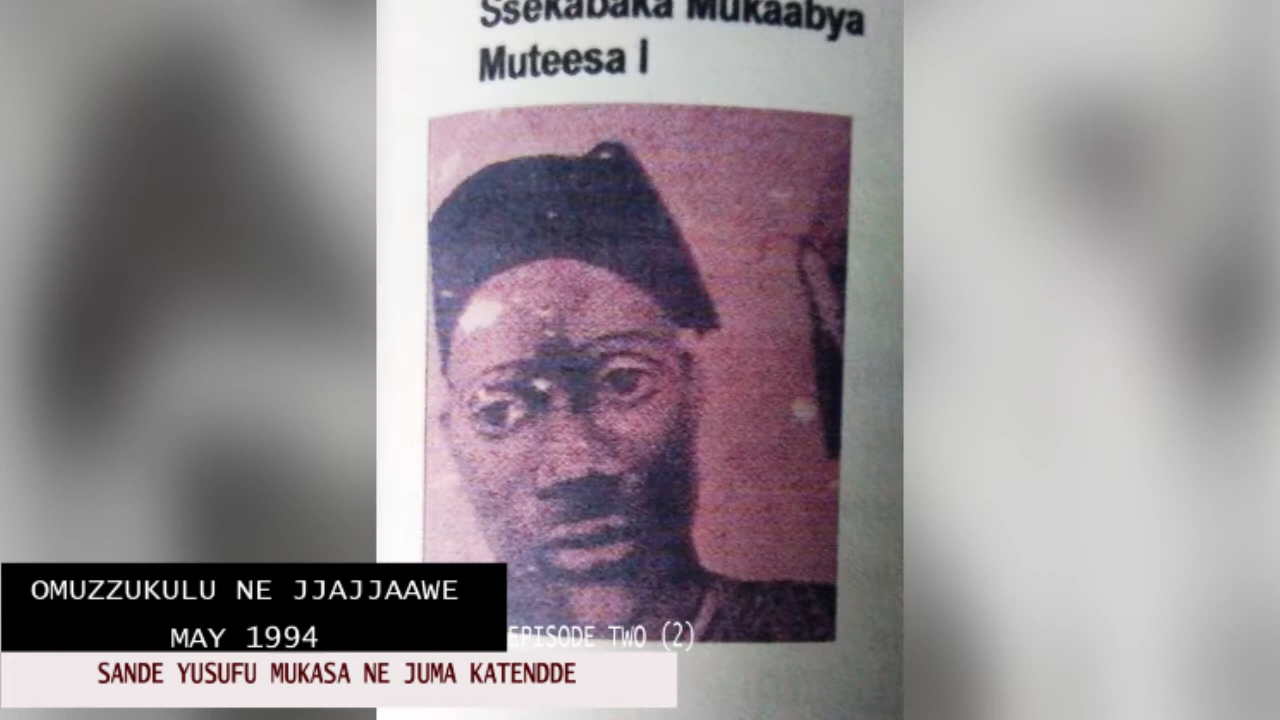 Ssekabaka Mukaabya
Muteesa I
OMUZZUKULU NE JJAJJAAWE
MAY 1994
EPISODE TWO (2)
SANDE YUSUFU MUKASA NE JUMA KATENDDE